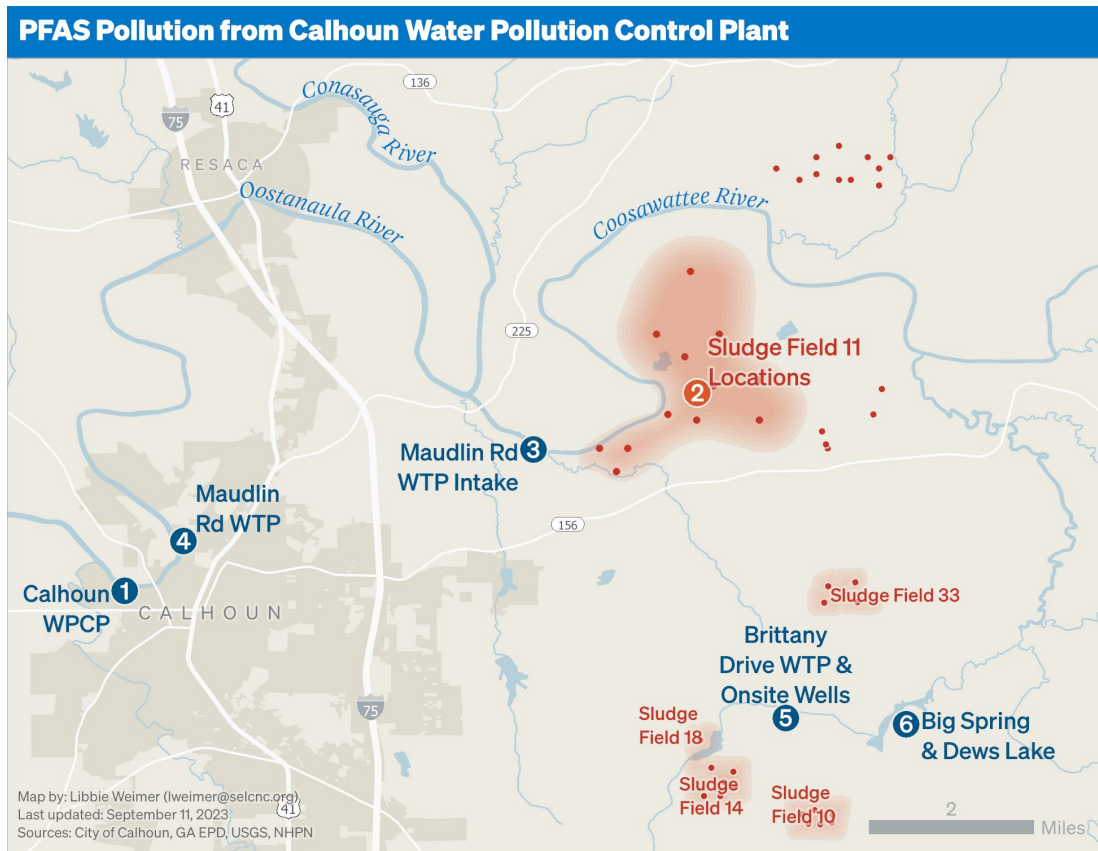 PFAS Pollution from Calhoun Water Pollution Control Plant
136
41
75
Conasauga
River
RESACA
Oostanaula River
Coosawattee River
225
Sludge Field 11
Locations
2
Maudlin Rd
WTP Intake
3
Maudlin
Rd WTP
4
156
Calhoun
WPCP
1
CALHOUN
Sludge Field 33
Brittany
Drive WTP &
Onsite Wells
5
75
Sludge
Field 18
6
Big Spring
& Dews Lake
Sludge
Field 14
Sludge
Field 10
Map by: Libbie Weimer (lweimer@selcnc.org)
Last updated: September 11, 2023
Sources: City of Calhoun, GA EPD, USGS, NHPN
41
2
Miles